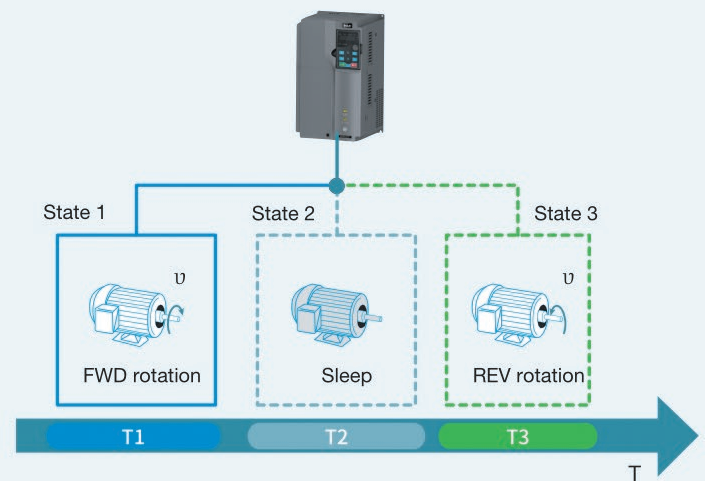 State 1
State 2
State 3
υ
υ
FWD rotation
Sleep
REV rotation
T1
T2
T3
T